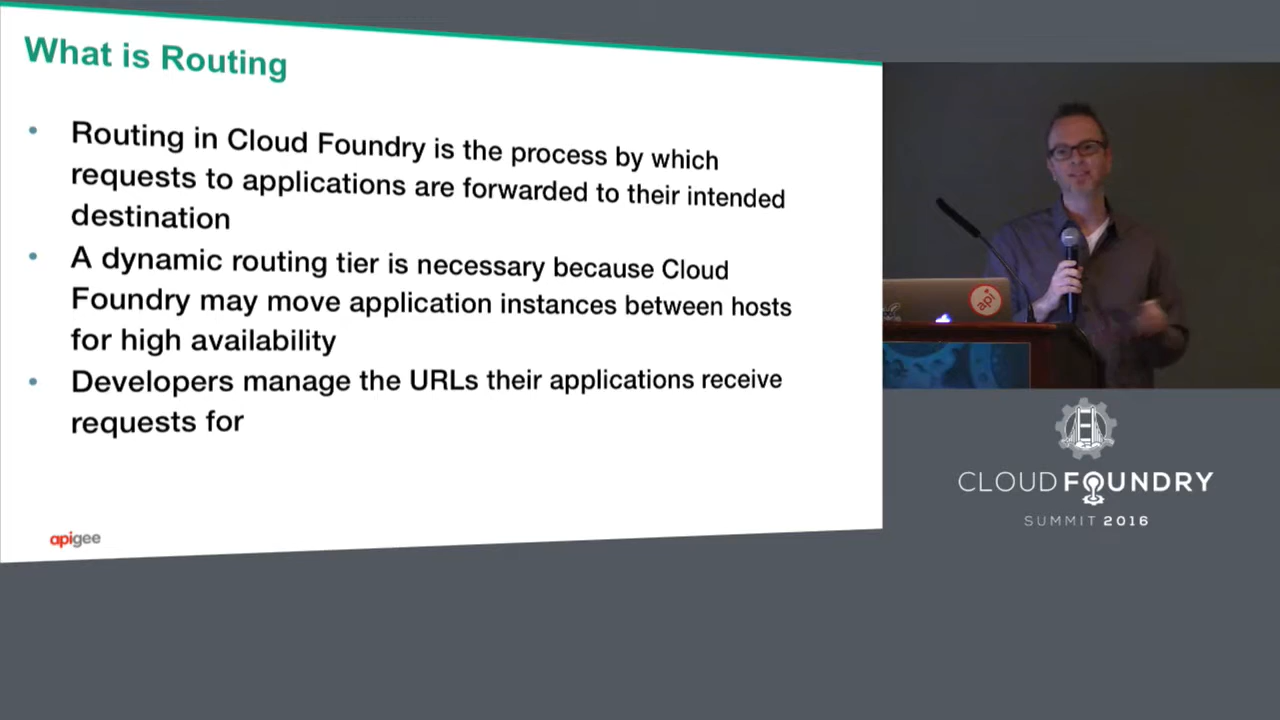 What is Routing
• Routing in Cloud Foundry is the process by which
requests to applications are forwarded to their intended
destination
• A dynamic routing tier is necessary because Cloud
Foundry may move application instances between hosts
for high availability
• Developers manage the URLs their applications receive
requests for
apigee
api
CLOUD FOUNDRY
SUMMIT 2016